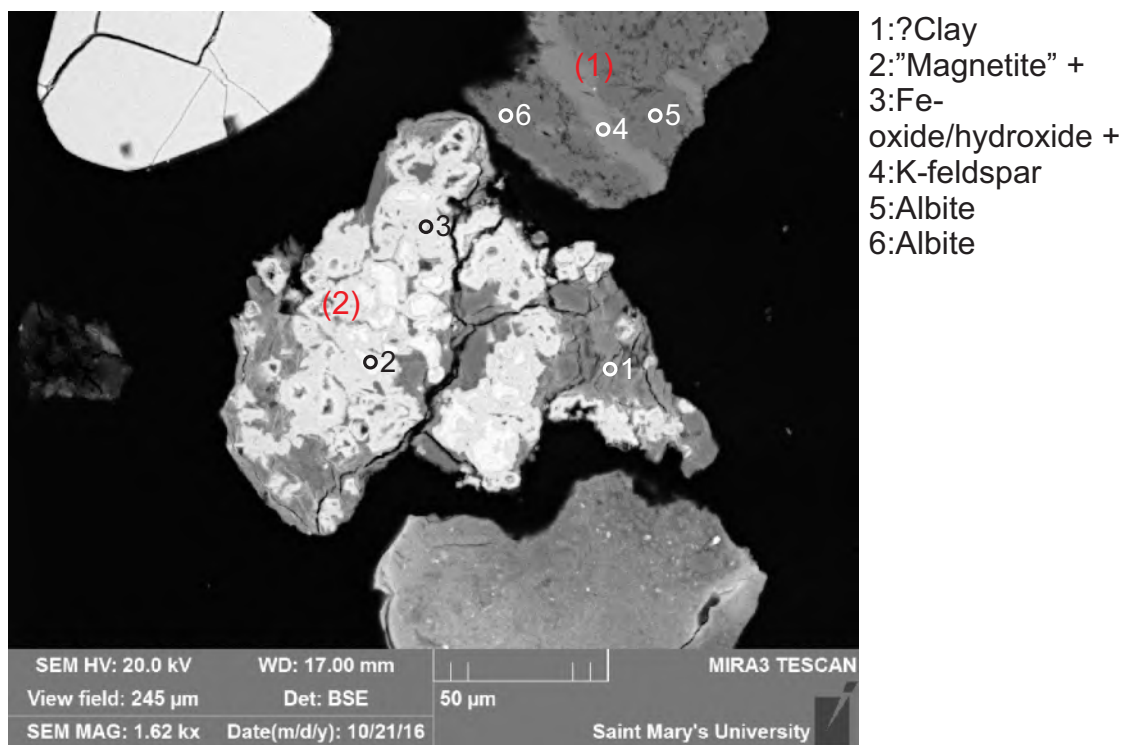 1:?Clay
2:”Magnetite” +
3:Fe-
oxide/hydroxide +
4:K-feldspar
5:Albite
6:Albite
(1)
6
4
5
3
(2)
2
1
SEM HV: 20.0 kV WD: 17.00 mm MIRA3 TESCAN
View field: 245 µm Det: BSE 50 µm
SEM MAG: 1.62 kx Date(m/d/y): 10/21/16 Saint Mary's University